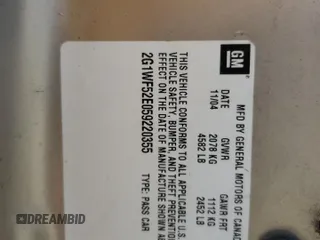 GM
MFD BY GENERAL MOTORS OF CANA
DATE GVWR GAWR FRT
11/04 2078 KG 1112 KG
4582 LB 2452 LB
THIS VEHICLE CONFORMS TO ALL APPLICABLE U.S.
VEHICLE SAFETY, BUMPER, AND THEFT PREVENTION
EFFECT ON THE DATE OF MANUFACTURE SHOWN A
2G1WF52E059220355 TYPE: PASS CAR
DREAMBID